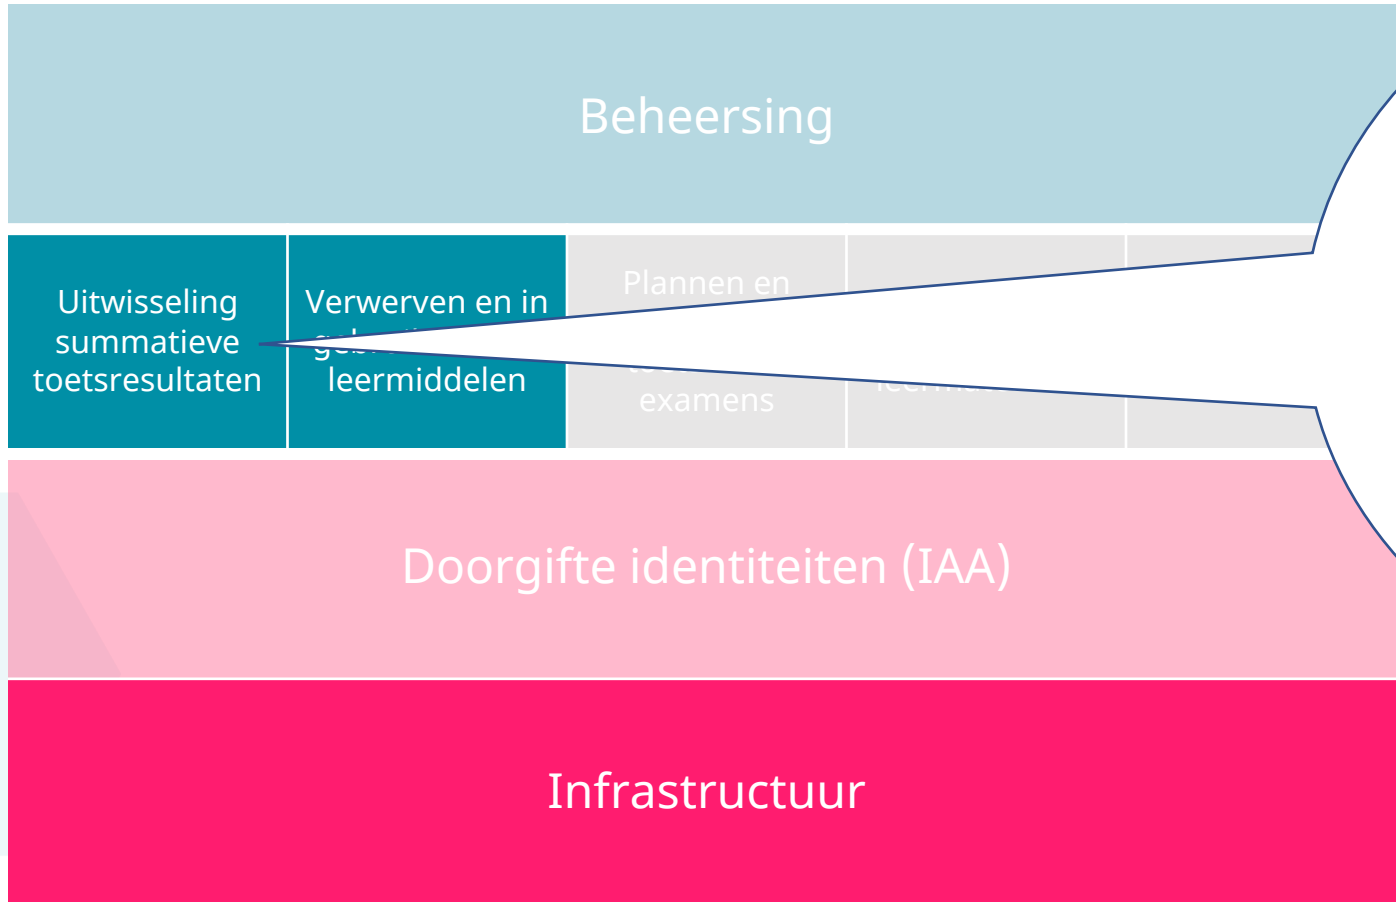 Beheersing
Uitwisseling
summatieve
toetsresultaten
Verwerven en in
leermiddelen
Plannen en
examens
Doorgifte identiteiten (IAA)
Infrastructuur